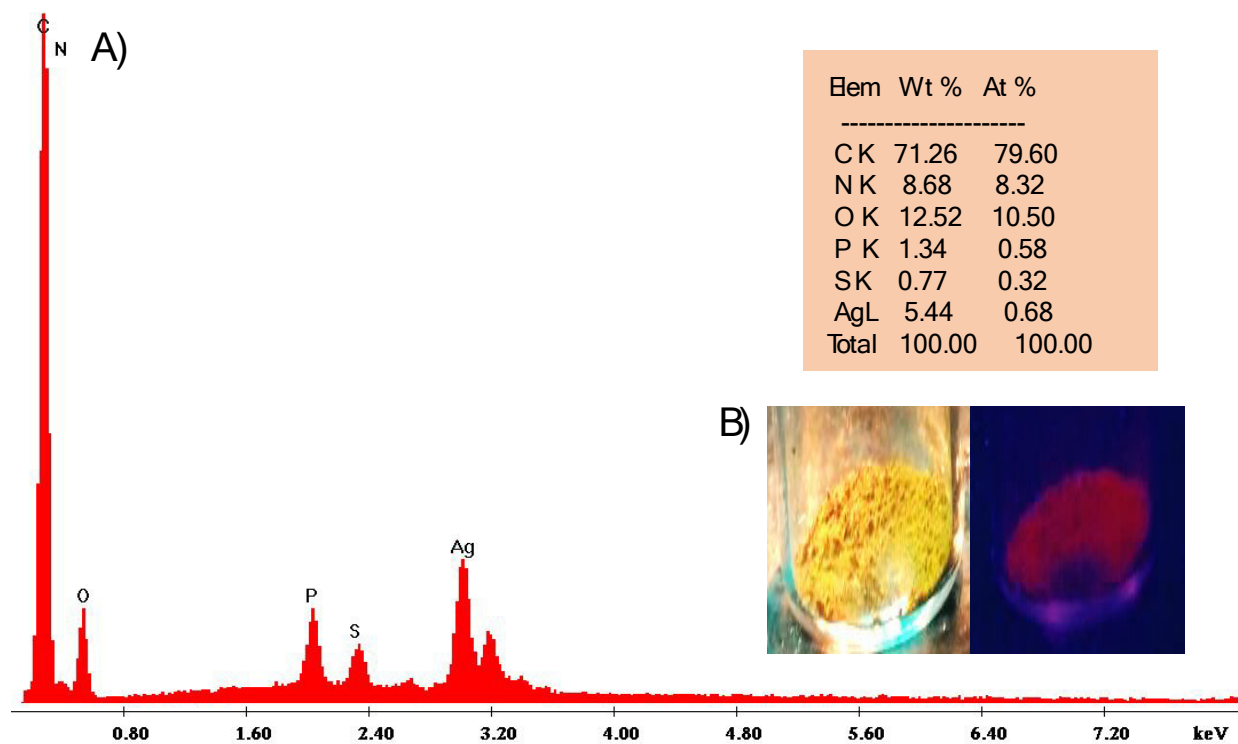 A)
C
N
O
P
S
Ag
0.80 1.60 2.40 3.20 4.00 4.80 5.60 6.40 7.20 keV
Elem Wt % At %
---------------------
C K 71.26 79.60
N K 8.68 8.32
O K 12.52 10.50
P K 1.34 0.58
S K 0.77 0.32
AgL 5.44 0.68
Total 100.00 100.00
B)